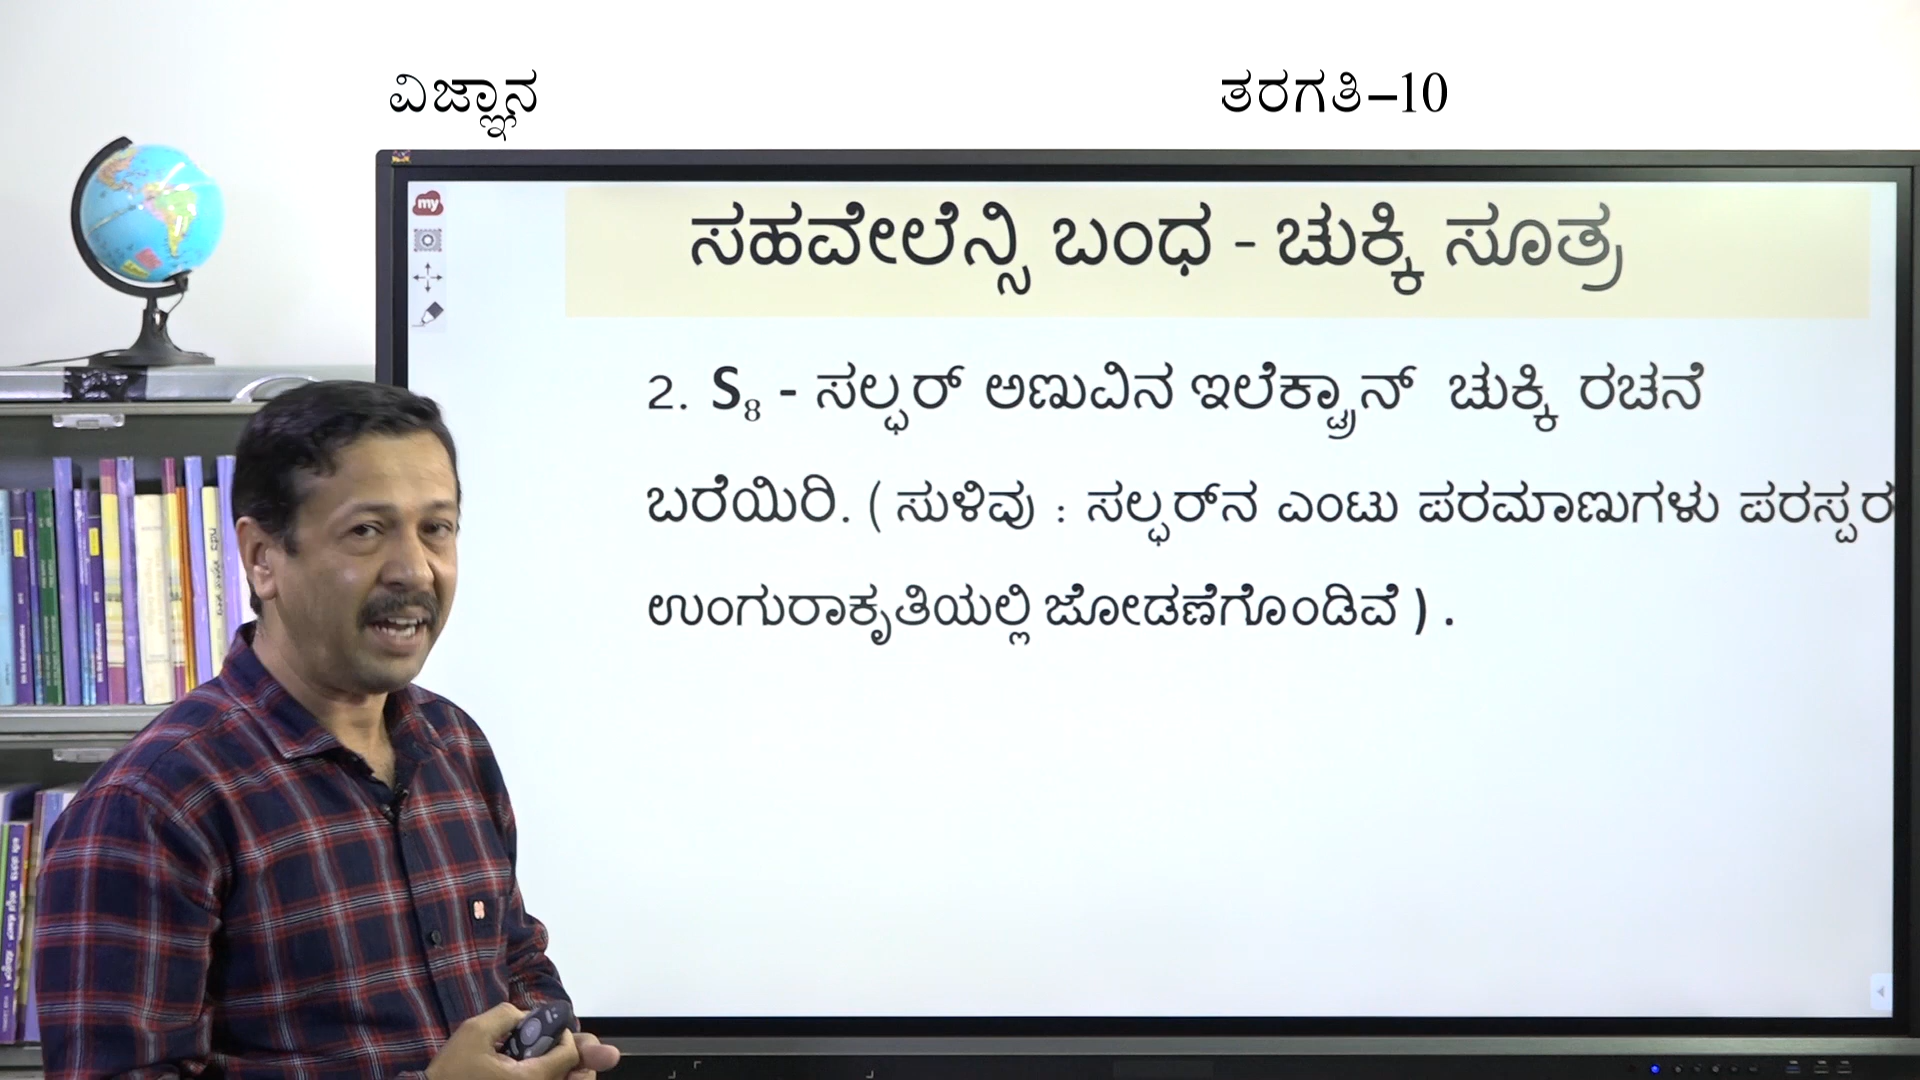 ವಿಜ್ಞಾನ
ತರಗತಿ–10
my
ಸಹವೇಲೆನ್ಸಿ ಬಂಧ - ಚುಕ್ಕಿ ಸೂತ್ರ
2. S₈ - ಸಲ್ಫರ್ ಅಣುವಿನ ಇಲೆಕ್ಟ್ರಾನ್ ಚುಕ್ಕಿ ರಚನೆ
ಬರೆಯಿರಿ. ( ಸುಳಿವು : ಸಲ್ಫರ್‌ನ ಎಂಟು ಪರಮಾಣುಗಳು ಪರಸ್ಪರ
ಉಂಗುರಾಕೃತಿಯಲ್ಲಿ ಜೋಡಣೆಗೊಂಡಿವೆ ) .